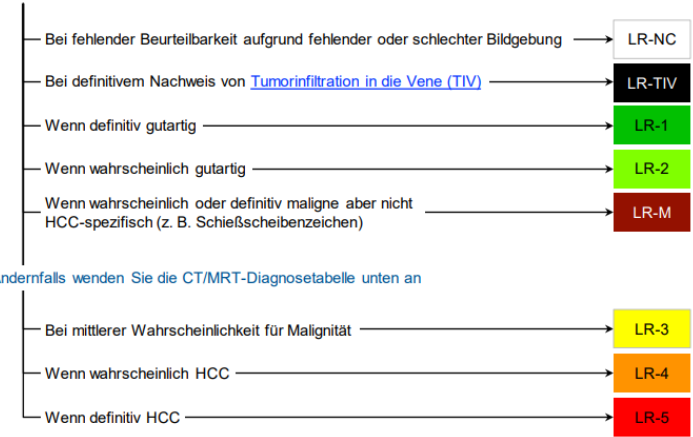 Bei fehlender Beurteilbarkeit aufgrund fehlender oder schlechter Bildgebung LR-NC
Bei definitivem Nachweis von Tumorinfiltration in die Vene (TIV) LR-TIV
Wenn definitiv gutartig LR-1
Wenn wahrscheinlich gutartig LR-2
Wenn wahrscheinlich oder definitiv maligne aber nicht
HCC-spezifisch (z. B. Schießscheibenzeichen) LR-M
Andernfalls wenden Sie die CT/MRT-Diagnosetabelle unten an
Bei mittlerer Wahrscheinlichkeit für Malignität LR-3
Wenn wahrscheinlich HCC LR-4
Wenn definitiv HCC LR-5